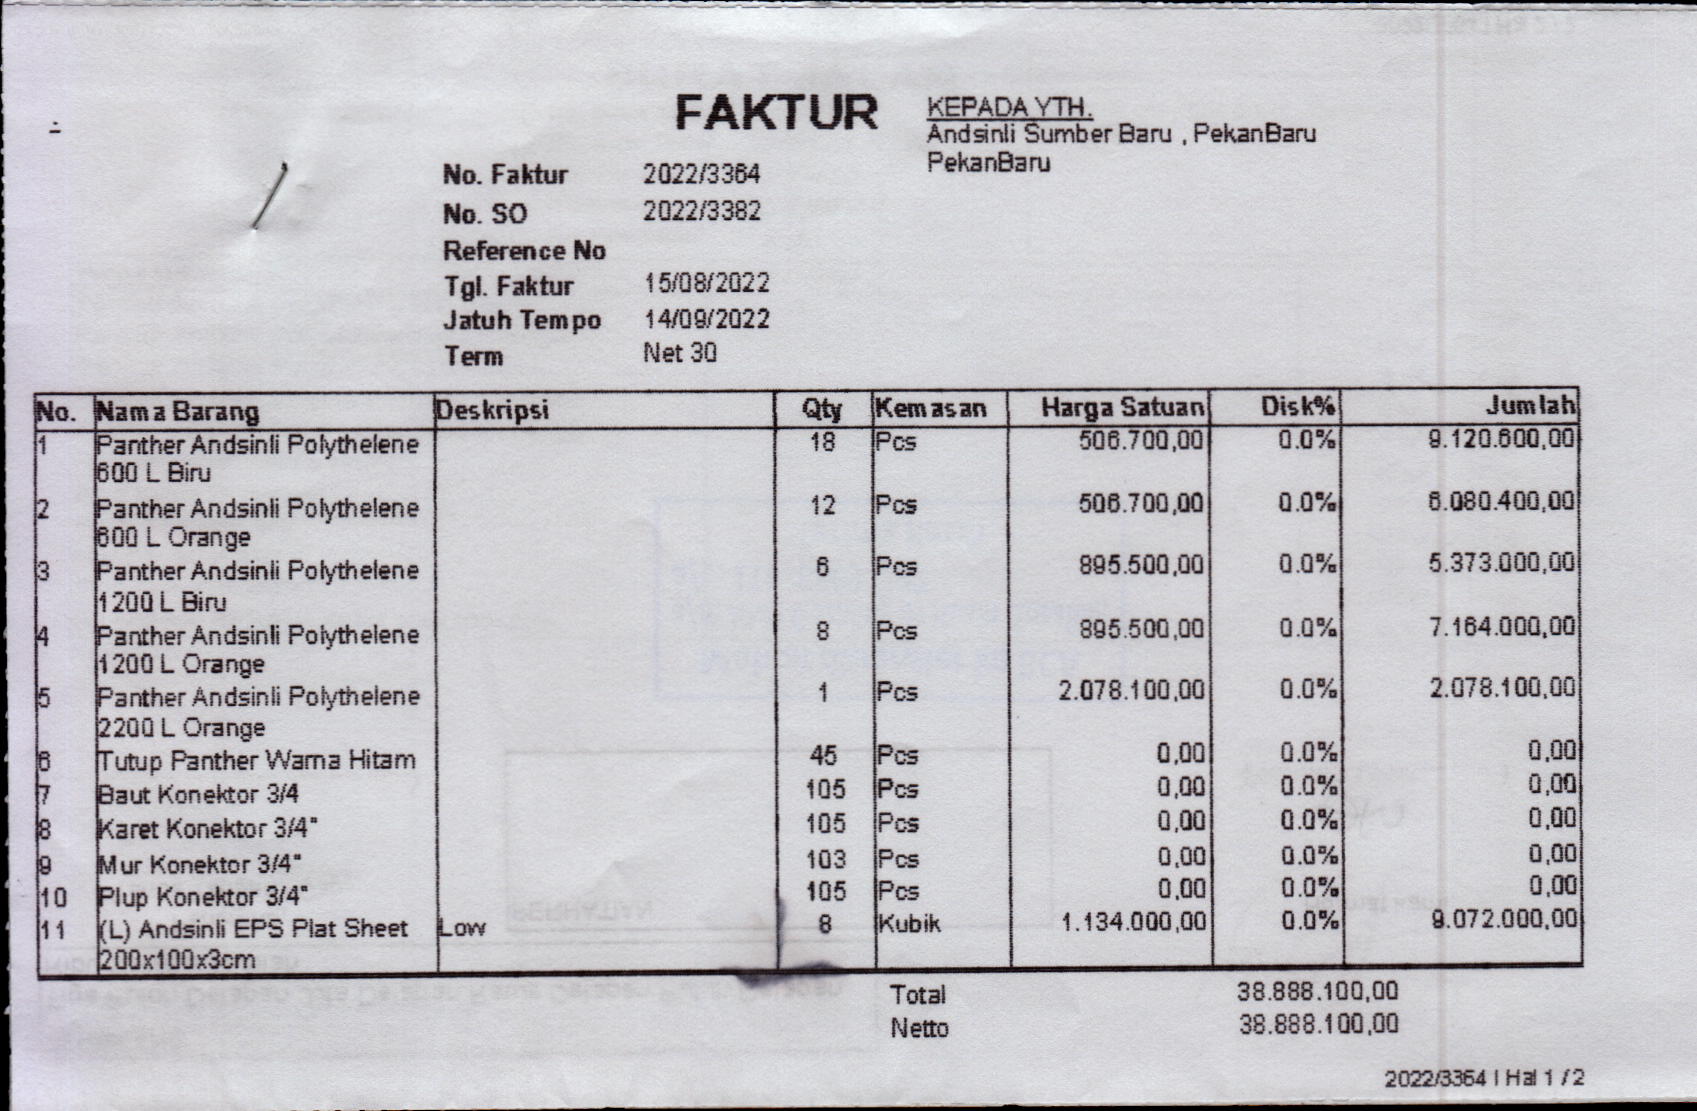 FAKTUR
KEPADA YTH.
Andsinli Sumber Baru , PekanBaru
PekanBaru
No. Faktur 2022/3364
No. SO 2022/3382
Reference No
Tgl. Faktur 15/08/2022
Jatuh Tempo 14/09/2022
Term Net 30
No. Nama Barang Deskripsi Qty Kemasan Harga Satuan Disk% Jumlah
1 Panther Andsinli Polythelene 18 Pcs 506.700,00 0.0% 9.120.600,00
600 L Biru
2 Panther Andsinli Polythelene 12 Pcs 506.700,00 0.0% 6.080.400,00
600 L Orange
3 Panther Andsinli Polythelene 6 Pcs 895.500,00 0.0% 5.373.000,00
1200 L Biru
4 Panther Andsinli Polythelene 8 Pcs 895.500,00 0.0% 7.164.000,00
1200 L Orange
5 Panther Andsinli Polythelene 1 Pcs 2.078.100,00 0.0% 2.078.100,00
2200 L Orange
6 Tutup Panther Warna Hitam 45 Pcs 0,00 0.0% 0,00
7 Baut Konektor 3/4 105 Pcs 0,00 0.0% 0,00
8 Karet Konektor 3/4" 105 Pcs 0,00 0.0% 0,00
9 Mur Konektor 3/4" 103 Pcs 0,00 0.0% 0,00
10 Plup Konektor 3/4" 105 Pcs 0,00 0.0% 0,00
11 (L) Andsinli EPS Plat Sheet Low 8 Kubik 1.134.000,00 0.0% 9.072.000,00
200x100x3cm
Total 38.888.100,00
Netto 38.888.100,00
2022/3364 | Hal 1 / 2